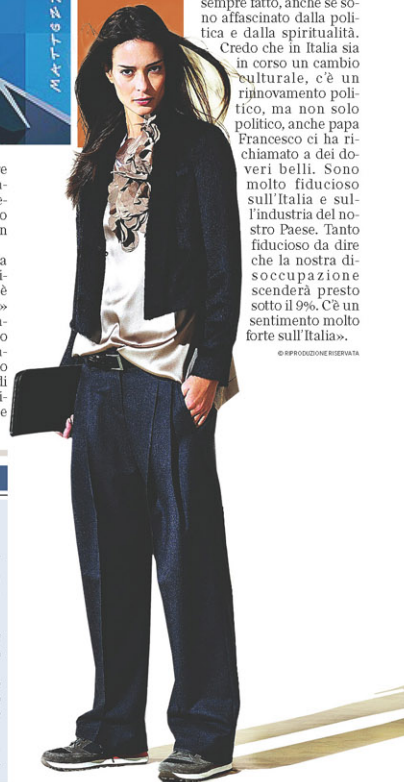 MATTEN
sempre fatto, anche se so-
no affascinato dalla poli-
tica e dalla spiritualità.
Credo che in Italia sia
in corso un cambio
culturale, c'è un
rinnovamento poli-
tico, ma non solo
politico, anche papa
Francesco ci ha ri-
chiamato a dei do-
veri belli. Sono
molto fiducioso
sull'Italia e sul-
l'industria del no-
stro Paese. Tanto
fiducioso da dire
che la nostra di-
soccupazione
scenderà presto
sotto il 9%. C'è un
sentimento molto
forte sull'Italia».
© RIPRODUZIONE RISERVATA